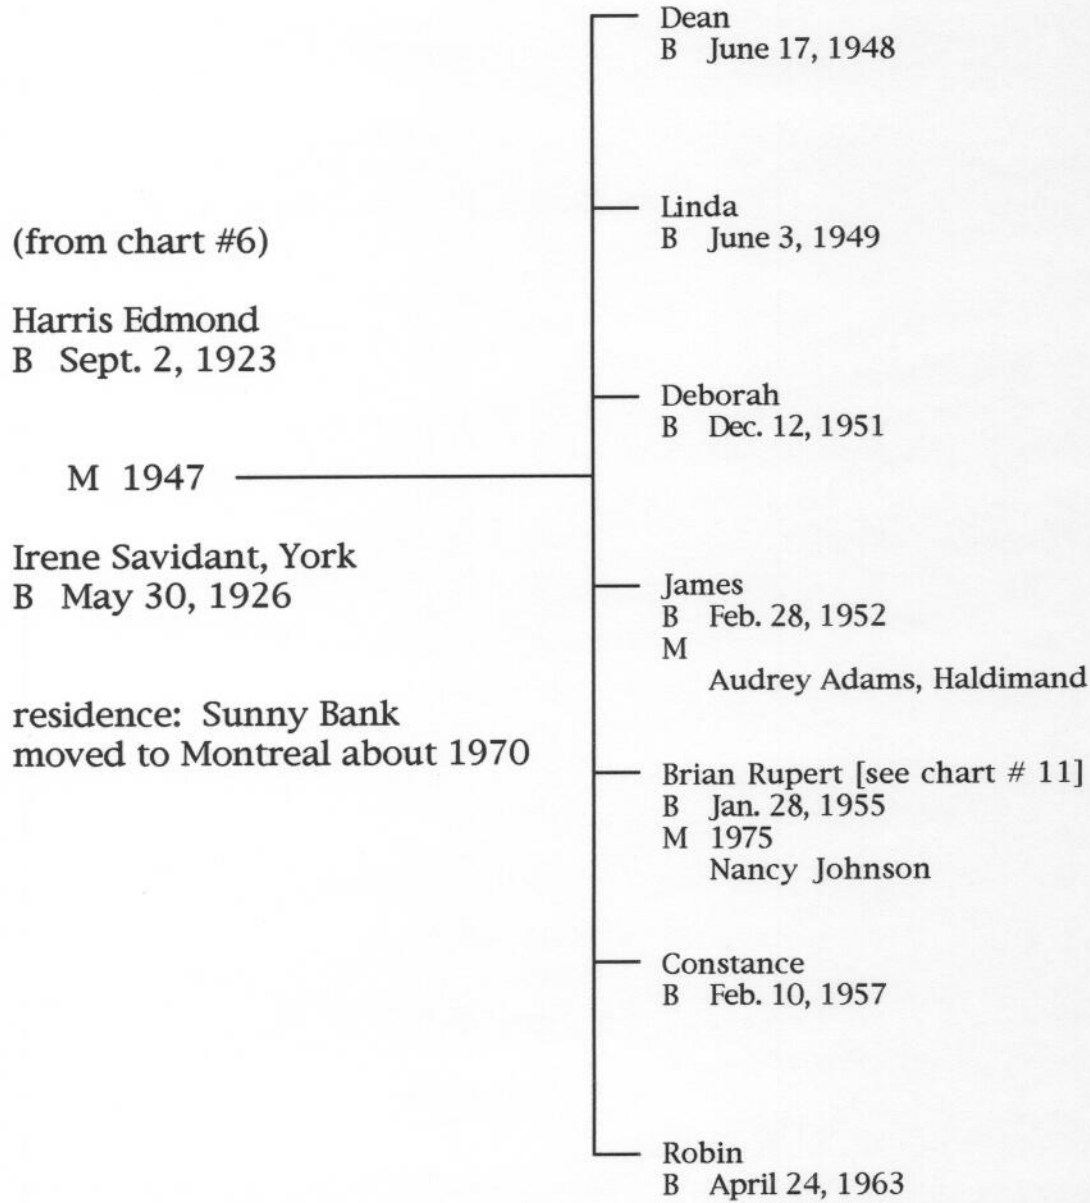 (from chart #6)
Harris Edmond
B Sept. 2, 1923
M 1947
Irene Savidant, York
B May 30, 1926
residence: Sunny Bank
moved to Montreal about 1970
Dean
B June 17, 1948
Linda
B June 3, 1949
Deborah
B Dec. 12, 1951
James
B Feb. 28, 1952
M
Audrey Adams, Haldimand
Brian Rupert [see chart # 11]
B Jan. 28, 1955
M 1975
Nancy Johnson
Constance
B Feb. 10, 1957
Robin
B April 24, 1963